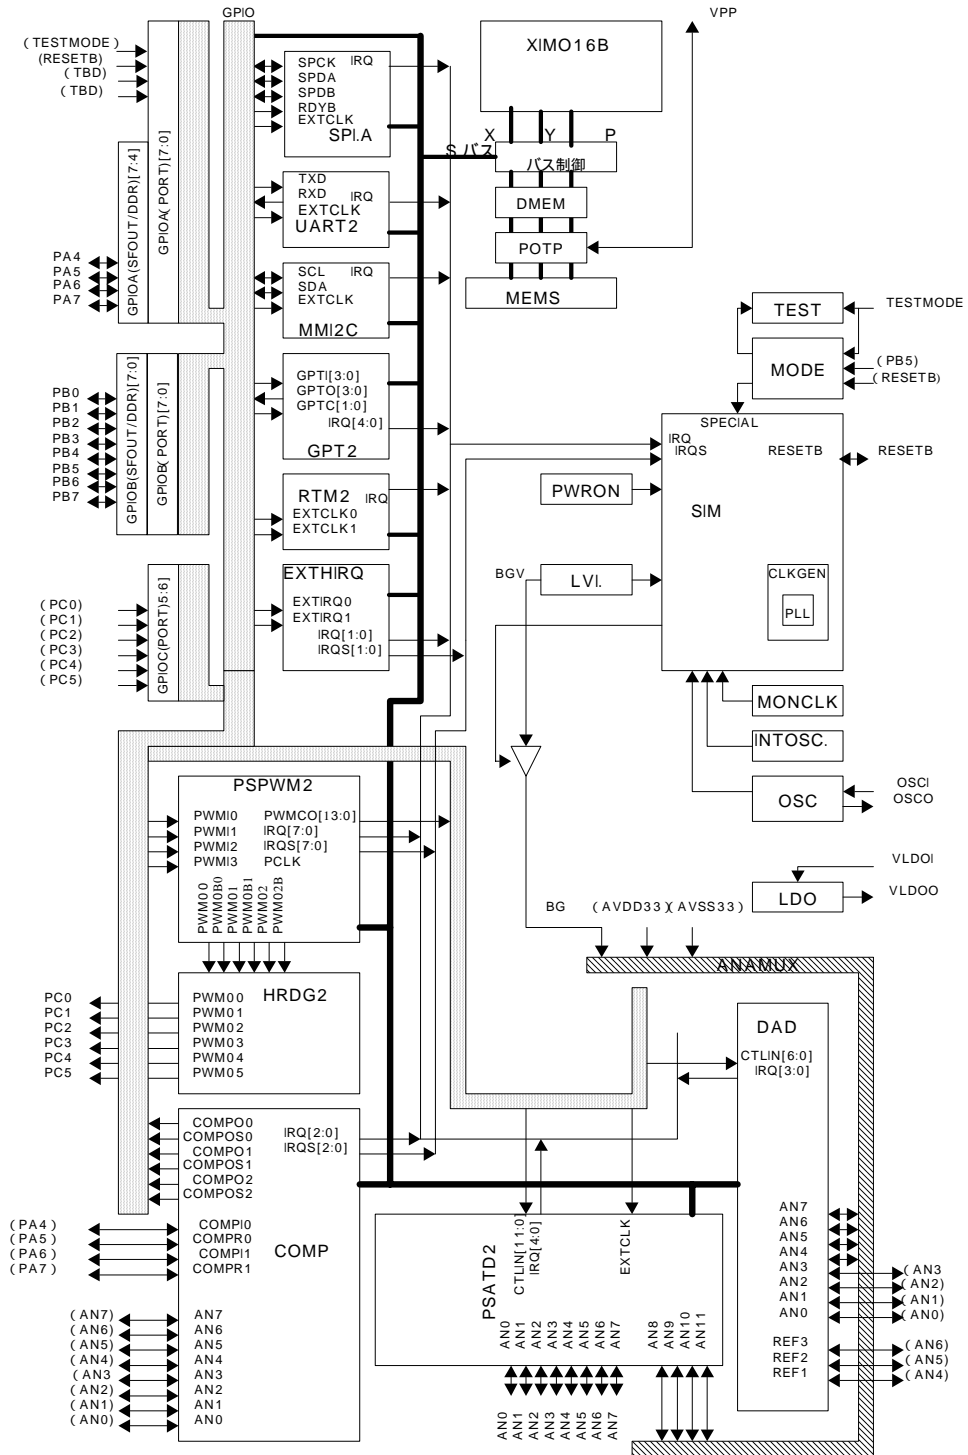 GPIO
VPP
(TESTMODE)
(RESETB)
(TBD)
(TBD)
GPIOA(PORT)[7:0]
GPIOA(SFOUT/DDR)[7:4]
PA4
PA5
PA6
PA7
SPCK IRQ
SPDA
SPDB
RDYB
EXTCLK
SPI.A
XIMO16B
X Y P
Sバス
バス制御
DMEM
POTP
MEMS
TXD
RXD IRQ
EXTCLK
UART2
SCL IRQ
SDA
EXTCLK
MMI2C
TEST
TESTMODE
MODE
(PB5)
(RESETB)
GPIOB(SFOUT/DDR)[7:0]
GPIOB(PORT)[7:0]
PB0
PB1
PB2
PB3
PB4
PB5
PB6
PB7
GPTI[3:0]
GPTO[3:0]
GPTC[1:0]
IRQ[4:0]
GPT2
SPECIAL
IRQ
IRQS
RESETB
RESETB
SIM
PWRON
RTM2
IRQ
EXTCLK0
EXTCLK1
EXTHIRQ
EXTIRQ0
EXTIRQ1
IRQ[1:0]
IRQS[1:0]
BGV
LVI.
CLKGEN
PLL
GPIOC(PORT)5:6]
(PC0)
(PC1)
(PC2)
(PC3)
(PC4)
(PC5)
MONCLK
INTOSC.
OSC
OSCI
OSCO
PSPWM2
PWMI0 PWMCO[13:0]
PWMI1 IRQ[7:0]
PWMI2 IRQS[7:0]
PWMI3 PCLK
PWM00
PWM0B0
PWM01
PWM0B1
PWM02
PWM02B
VLDOI
LDO
VLDOO
BG (AVDD33)(AVSS33)
ANAMUX
HRDG2
PC0 PWM00
PC1 PWM01
PC2 PWM02
PC3 PWM03
PC4 PWM04
PC5 PWM05
DAD
CTLIN[6:0]
IRQ[3:0]
COMPO0
COMPOS0
COMPO1
COMPOS1
COMPO2
COMPOS2
IRQ[2:0]
IRQS[2:0]
COMP
(PA4) COMPI0
(PA5) COMPR0
(PA6) COMPI1
(PA7) COMPR1
(AN7) AN7
(AN6) AN6
(AN5) AN5
(AN4) AN4
(AN3 AN3
(AN2) AN2
(AN1) AN1
(AN0) AN0
PSATD2
CTLIN[11:0]
IRQ[4:0]
EXTCLK
AN0
AN1
AN2
AN3
AN4
AN5
AN6
AN7
AN8
AN9
AN10
AN11
AN0
AN1
AN2
AN3
AN4
AN5
AN6
AN7
AN7
AN6
AN5
AN4
AN3 (AN3
AN2 (AN2)
AN1 (AN1)
AN0 (AN0)
REF3 (AN6)
REF2 (AN5)
REF1 (AN4)